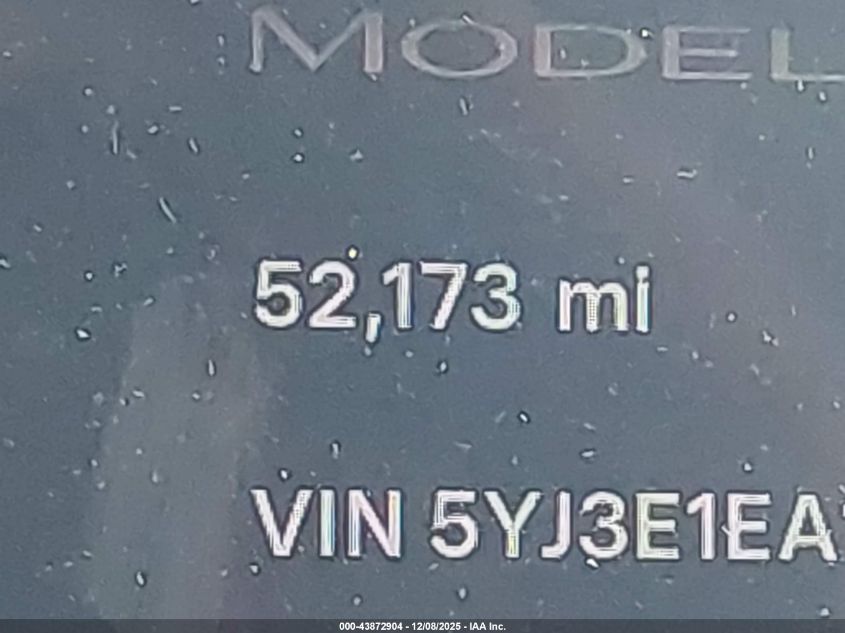 MODEL
52,173 mi
VIN 5YJ3E1EA
000-43872904 - 12/08/2025 - IAA Inc.